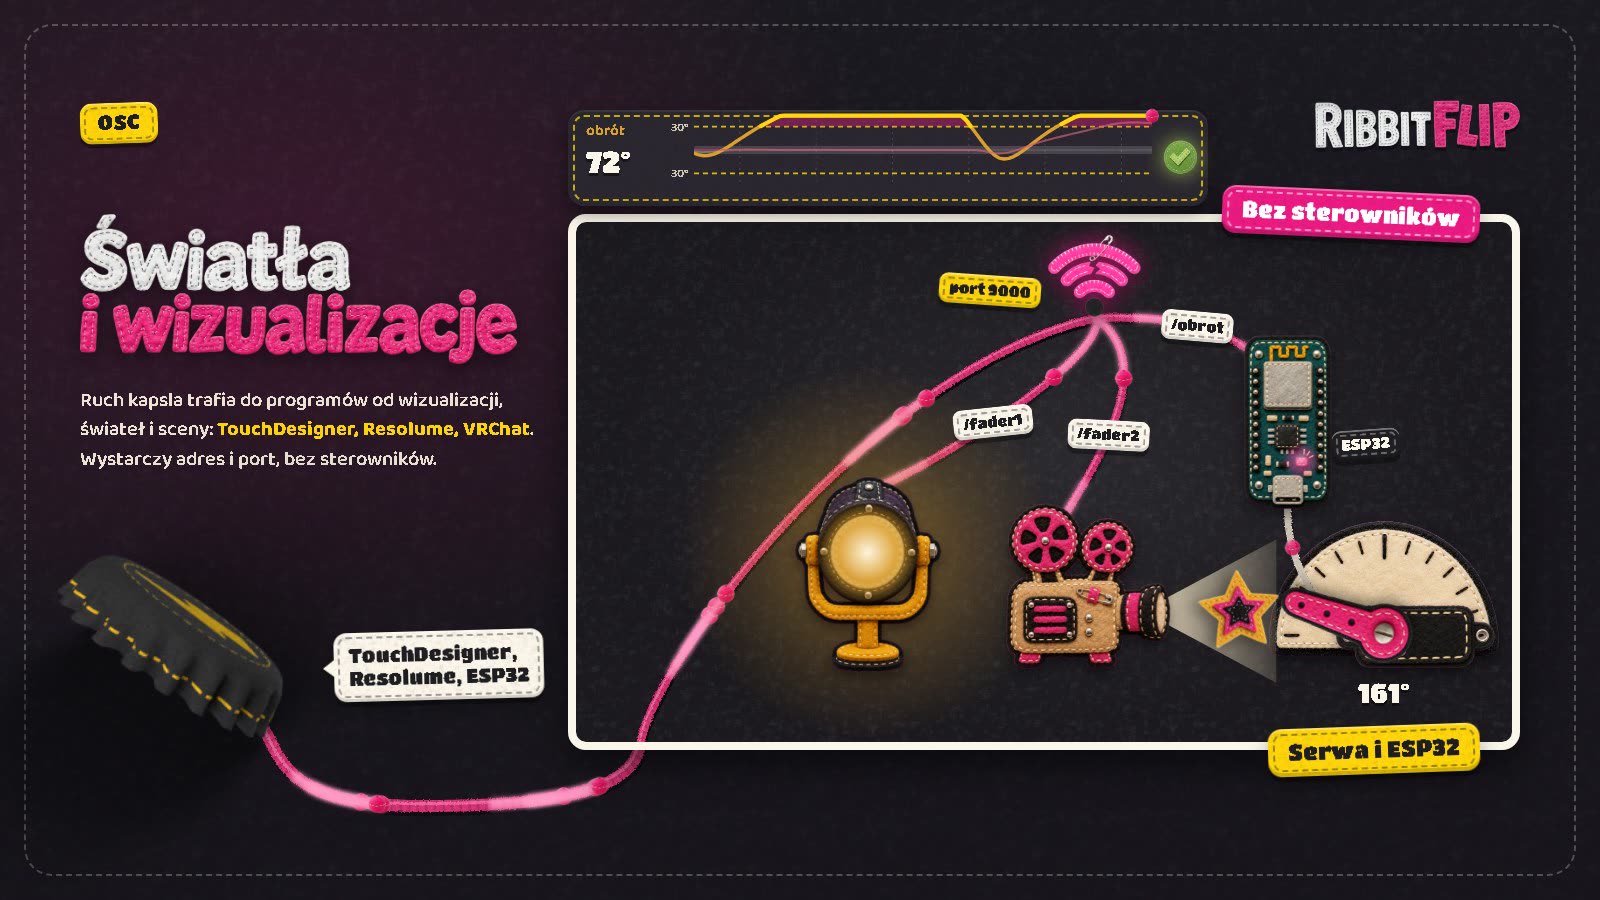 OSC
Światła
i wizualizacje
Ruch kapsla trafia do programów od wizualizacji,
świateł i sceny: TouchDesigner, Resolume, VRChat.
Wystarczy adres i port, bez sterowników.
TouchDesigner,
Resolume, ESP32
obrót
72°
30°
30°
RIBBITFLIP
Bez sterowników
port 9000
/obrot
/fader1
/fader2
ESP32
161°
Serwa i ESP32